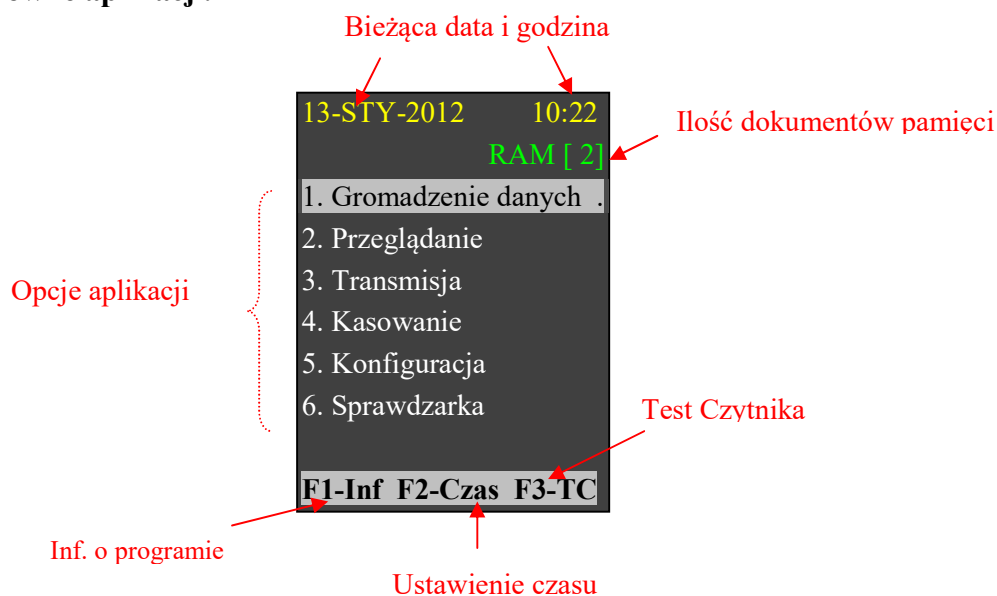 Bieżąca data i godzina
13-STY-2012 10:22
Ilość dokumentów pamięci
RAM [ 2]
1. Gromadzenie danych .
2. Przeglądanie
3. Transmisja
Opcje aplikacji
4. Kasowanie
5. Konfiguracja
6. Sprawdzarka
Test Czytnika
F1-Inf F2-Czas F3-TC
Inf. o programie
Ustawienie czasu